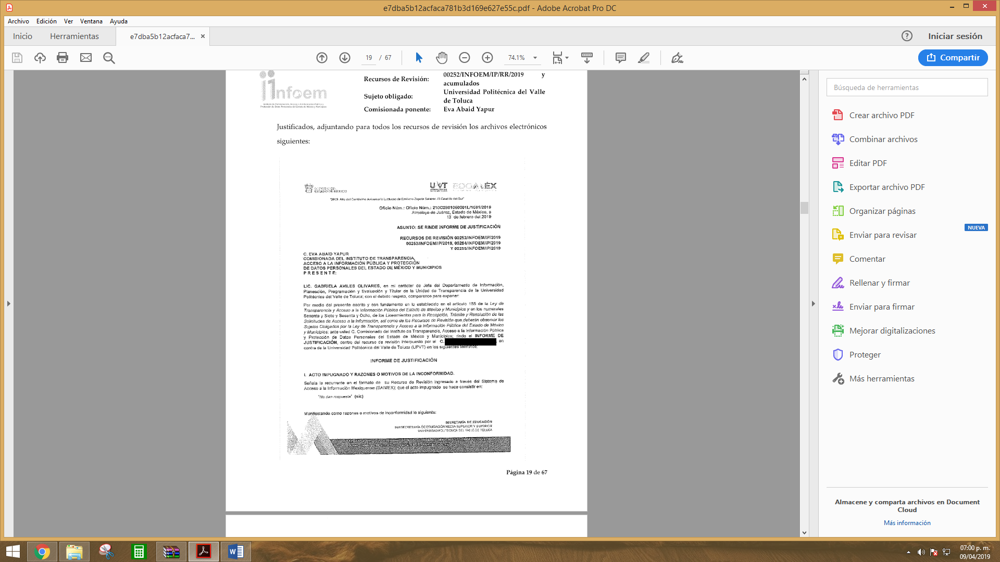 e7dba5b12acfaca781b3d169e627e55c.pdf - Adobe Acrobat Pro DC
Archivo Edición Ver Ventana Ayuda
Inicio Herramientas e7dba5b12acfaca7... × Iniciar sesión
19 / 67 74.1% Compartir
infoem
Instituto de Transparencia, Acceso a la Información Pública y
Protección de Datos Personales del Estado de México y Municipios
Recursos de Revisión: 00252/INFOEM/IP/RR/2019 y
acumulados
Sujeto obligado: Universidad Politécnica del Valle
de Toluca
Comisionada ponente: Eva Abaid Yapur
Justificados, adjuntando para todos los recursos de revisión los archivos electrónicos
siguientes:
GOBIERNO DEL
ESTADO DE MÉXICO
UVT EDOMÉX
"2019. Año del Centésimo Aniversario Luctuoso de Emiliano Zapata Salazar. El Caudillo del Sur"
Oficio Núm.: Oficio Núm.: 210C2801050001L/1081/2019
Almoloya de Juárez, Estado de México, a
13 de febrero del 2019
ASUNTO: SE RINDE INFORME DE JUSTIFICACIÓN
RECURSOS DE REVISIÓN 00252/INFOEM/IP/2019
00253/INFOEM/IP/2019, 00254/INFOEM/IP/2019
Y 00255/INFOEM/IP/2019
C. EVA ABAID YAPUR
COMISIONADA DEL INSTITUTO DE TRANSPARENCIA,
ACCESO A LA INFORMACIÓN PÚBLICA Y PROTECCIÓN
DE DATOS PERSONALES DEL ESTADO DE MÉXICO Y MUNICIPIOS
P R E S E N T E:
LIC. GABRIELA AVILES OLIVARES, en mi carácter de Jefa del Departamento de Información,
Planeación, Programación y Evaluación y Titular de la Unidad de Transparencia de la Universidad
Politécnica del Valle de Toluca; con el debido respeto, comparezco para exponer:
Por medio del presente escrito y con fundamento en lo establecido en el artículo 185 de la Ley de
Transparencia y Acceso a la Información Pública del Estado de México y Municipios y en los numerales
Sesenta y Siete y Sesenta y Ocho, de los Lineamientos para la Recepción, Trámite y Resolución de las
Solicitudes de Acceso a la Información, así como de los Recursos de Revisión que deberán observar los
Sujetos Obligados por la Ley de Transparencia y Acceso a la Información Pública del Estado de México
y Municipios; ante usted C. Comisionado del Instituto de Transparencia, Acceso a la Información Pública
y Protección de Datos Personales del Estado de México y Municipios; rindo el INFORME DE
JUSTIFICACIÓN, dentro del recurso de revisión interpuesto por el C. , en
contra de la Universidad Politécnica del Valle de Toluca (UPVT) en los siguientes términos:
INFORME DE JUSTIFICACIÓN
I. ACTO IMPUGNADO Y RAZONES O MOTIVOS DE LA INCONFORMIDAD.
Señala la recurrente en el formato de su Recurso de Revisión ingresado a través del Sistema de
Acceso a la Información Mexiquense (SAIMEX); que el acto impugnado se hace consistir en:
"No dan respuesta" (sic)
Manifestando como razones o motivos de inconformidad lo siguiente:
SECRETARÍA DE EDUCACIÓN
SUBSECRETARÍA DE EDUCACIÓN MEDIA SUPERIOR Y SUPERIOR
UNIVERSIDAD POLITÉCNICA DEL VALLE DE TOLUCA
Página 19 de 67
Búsqueda de herramientas
Crear archivo PDF
Combinar archivos
Editar PDF
Exportar archivo PDF
Organizar páginas
NUEVA
Enviar para revisar
Comentar
Rellenar y firmar
Enviar para firmar
Mejorar digitalizaciones
Proteger
Más herramientas
Almacene y comparta archivos en Document
Cloud
Más información
07:00 p. m.
09/04/2019